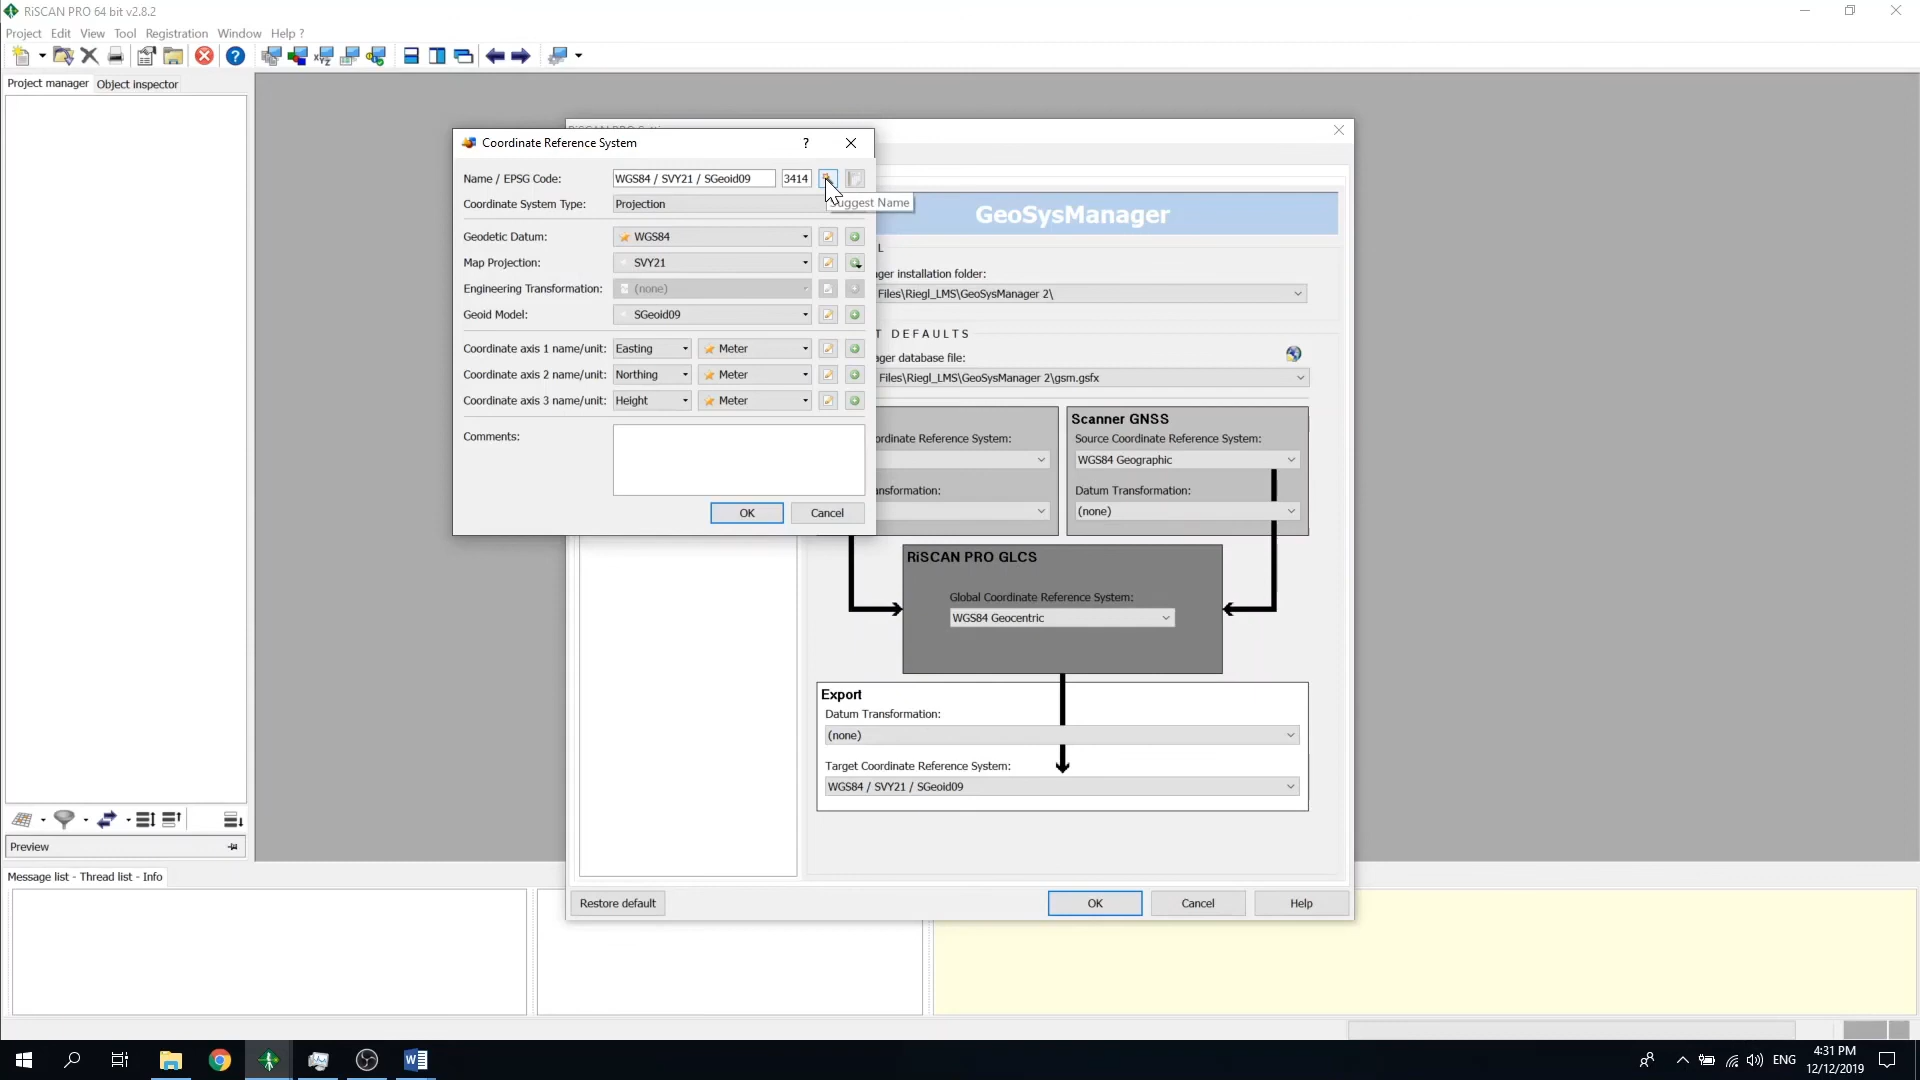 RiSCAN PRO 64 bit v2.8.2
Project Edit View Tool Registration Window Help ?
Project manager Object inspector
Coordinate Reference System ?
Name / EPSG Code: WGS84 / SVY21 / SGeoid09 3414
Suggest Name
Coordinate System Type: Projection
Geodetic Datum: WGS84
Map Projection: SVY21
Engineering Transformation: (none)
Geoid Model: SGeoid09
Coordinate axis 1 name/unit: Easting Meter
Coordinate axis 2 name/unit: Northing Meter
Coordinate axis 3 name/unit: Height Meter
Comments:
OK Cancel
GeoSysManager
ager installation folder:
Files\Riegl_LMS\GeoSysManager 2\
T DEFAULTS
ager database file:
Files\Riegl_LMS\GeoSysManager 2\gsm.gsfx
ordinate Reference System:
ansformation:
Scanner GNSS
Source Coordinate Reference System:
WGS84 Geographic
Datum Transformation:
(none)
RiSCAN PRO GLCS
Global Coordinate Reference System:
WGS84 Geocentric
Export
Datum Transformation:
(none)
Target Coordinate Reference System:
WGS84 / SVY21 / SGeoid09
Restore default OK Cancel Help
Preview
Message list - Thread list - Info
ENG
4:31 PM
12/12/2019